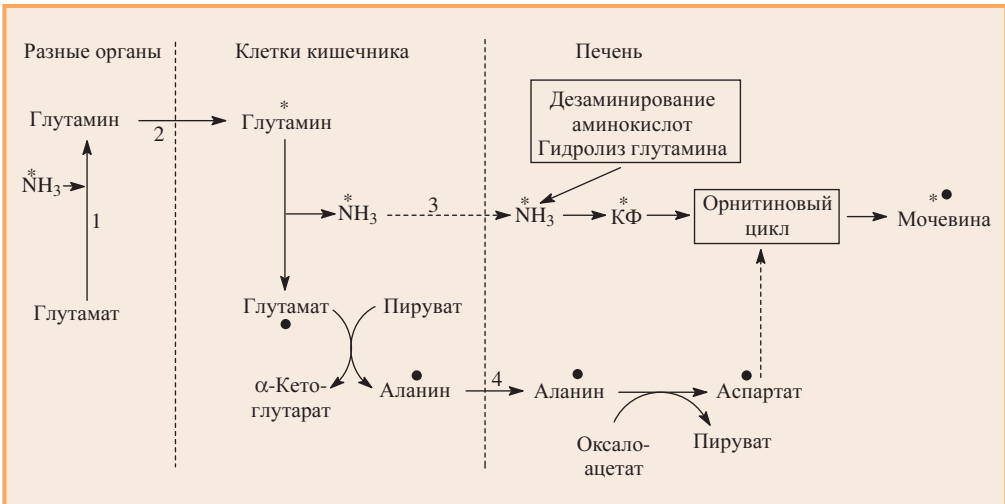 Разные органы
Клетки кишечника
Печень
Дезаминирование
аминокислот
Гидролиз глутамина
Глутамин
2
*
Глутамин
*
NH₃
1
*
NH₃
3
*
NH₃
*
КФ
Орнитиновый
цикл
* ●
Мочевина
Глутамат
Глутамат
●
Пируват
α-Кето-
глутарат
●
Аланин
4
●
Аланин
●
Аспартат
Оксало-
ацетат
Пируват